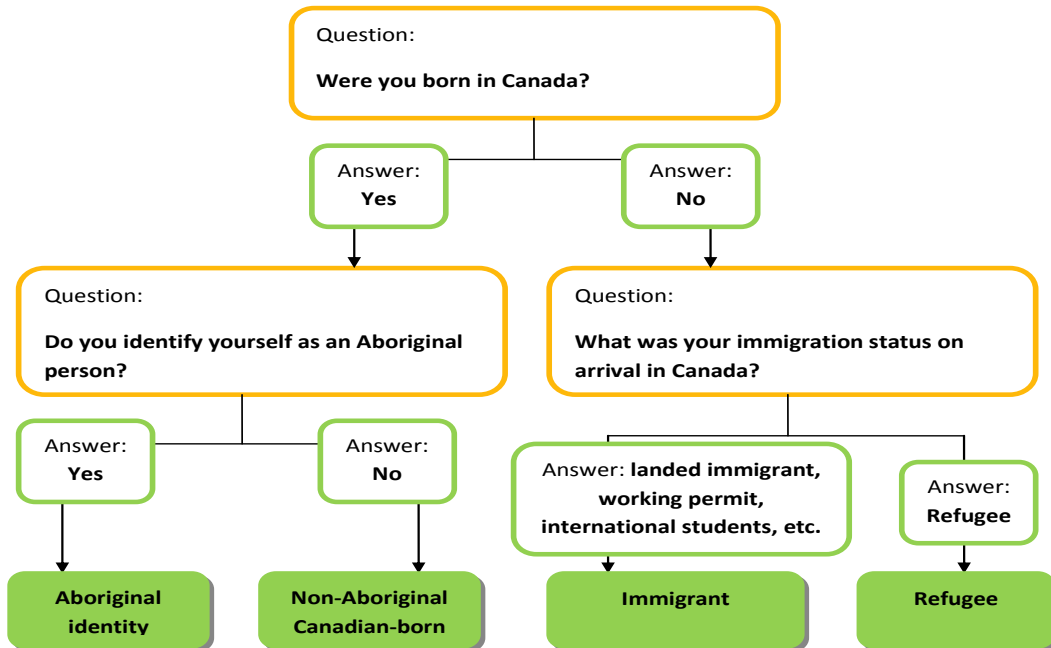 Question:
Were you born in Canada?
Answer:
Yes
Answer:
No
Question:
Do you identify yourself as an Aboriginal
person?
Question:
What was your immigration status on
arrival in Canada?
Answer:
Yes
Answer:
No
Answer: landed immigrant,
working permit,
international students, etc.
Answer:
Refugee
Aboriginal
identity
Non-Aboriginal
Canadian-born
Immigrant
Refugee